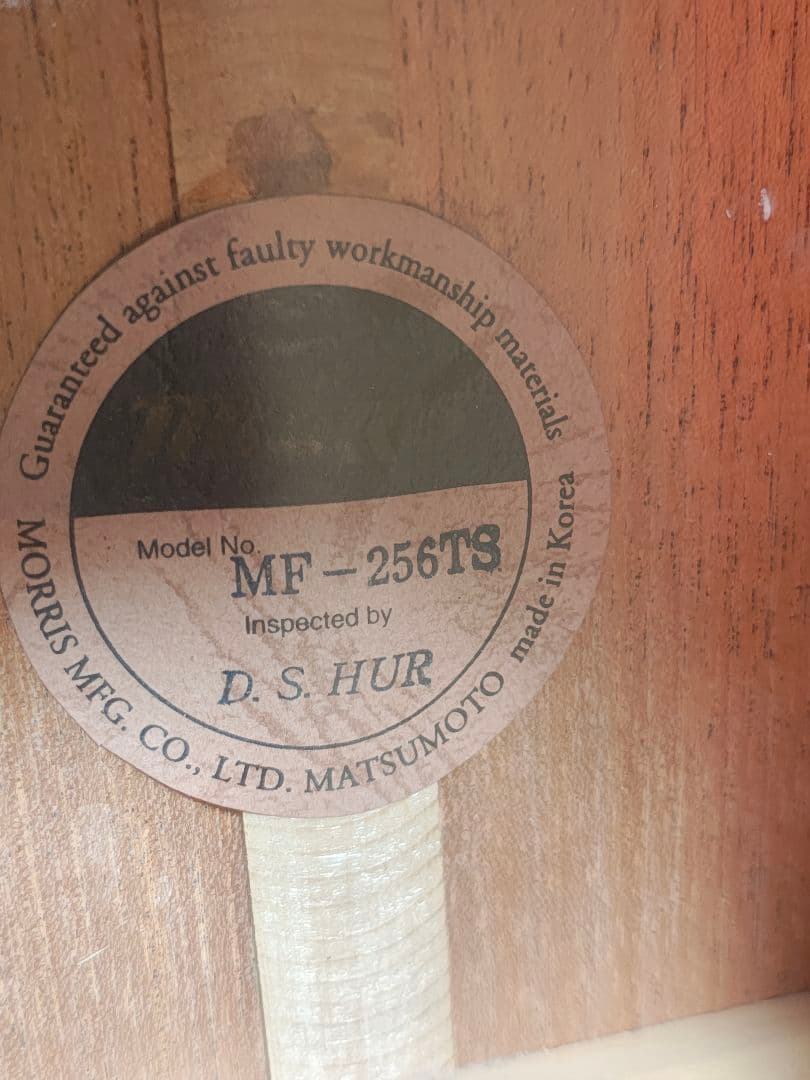 Guaranteed against faulty workmanship materials
Model No.
MF-256TS
Inspected by
D. S. HUR
MORRIS MFG. CO., LTD. MATSUMOTO made in Korea